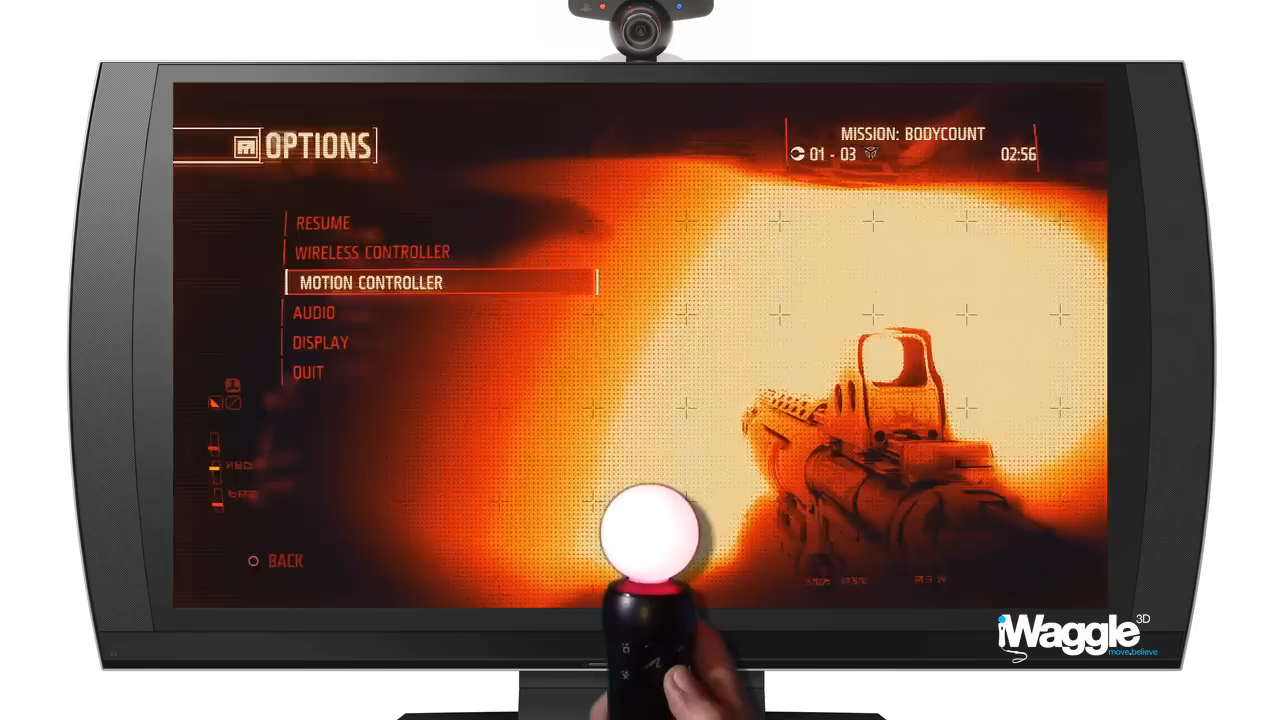 OPTIONS
MISSION: BODYCOUNT
01 - 03
02:56
RESUME
WIRELESS CONTROLLER
MOTION CONTROLLER
AUDIO
DISPLAY
QUIT
BACK
iWaggle 3D
move.believe